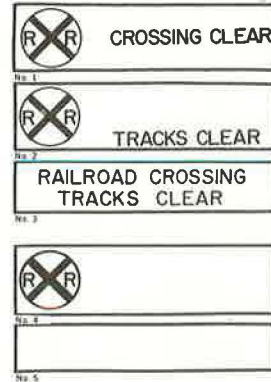 R R CROSSING CLEAR
No. 1
R R
TRACKS CLEAR
No. 2
RAILROAD CROSSING
TRACKS CLEAR
No. 3
R R
No. 4
No. 5